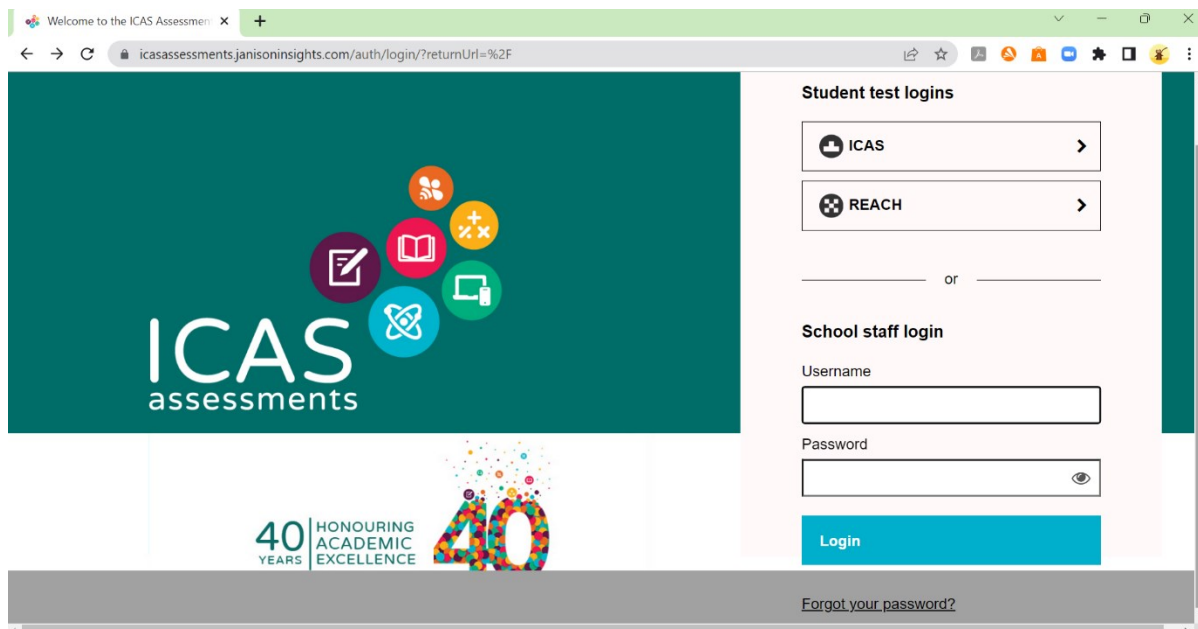 Welcome to the ICAS Assessmen
icasassessments.janisoninsights.com/auth/login/?returnUrl=%2F
ICAS
assessments
40 YEARS
HONOURING
ACADEMIC
EXCELLENCE
40
Student test logins
ICAS
REACH
or
School staff login
Username
Password
Login
Forgot your password?